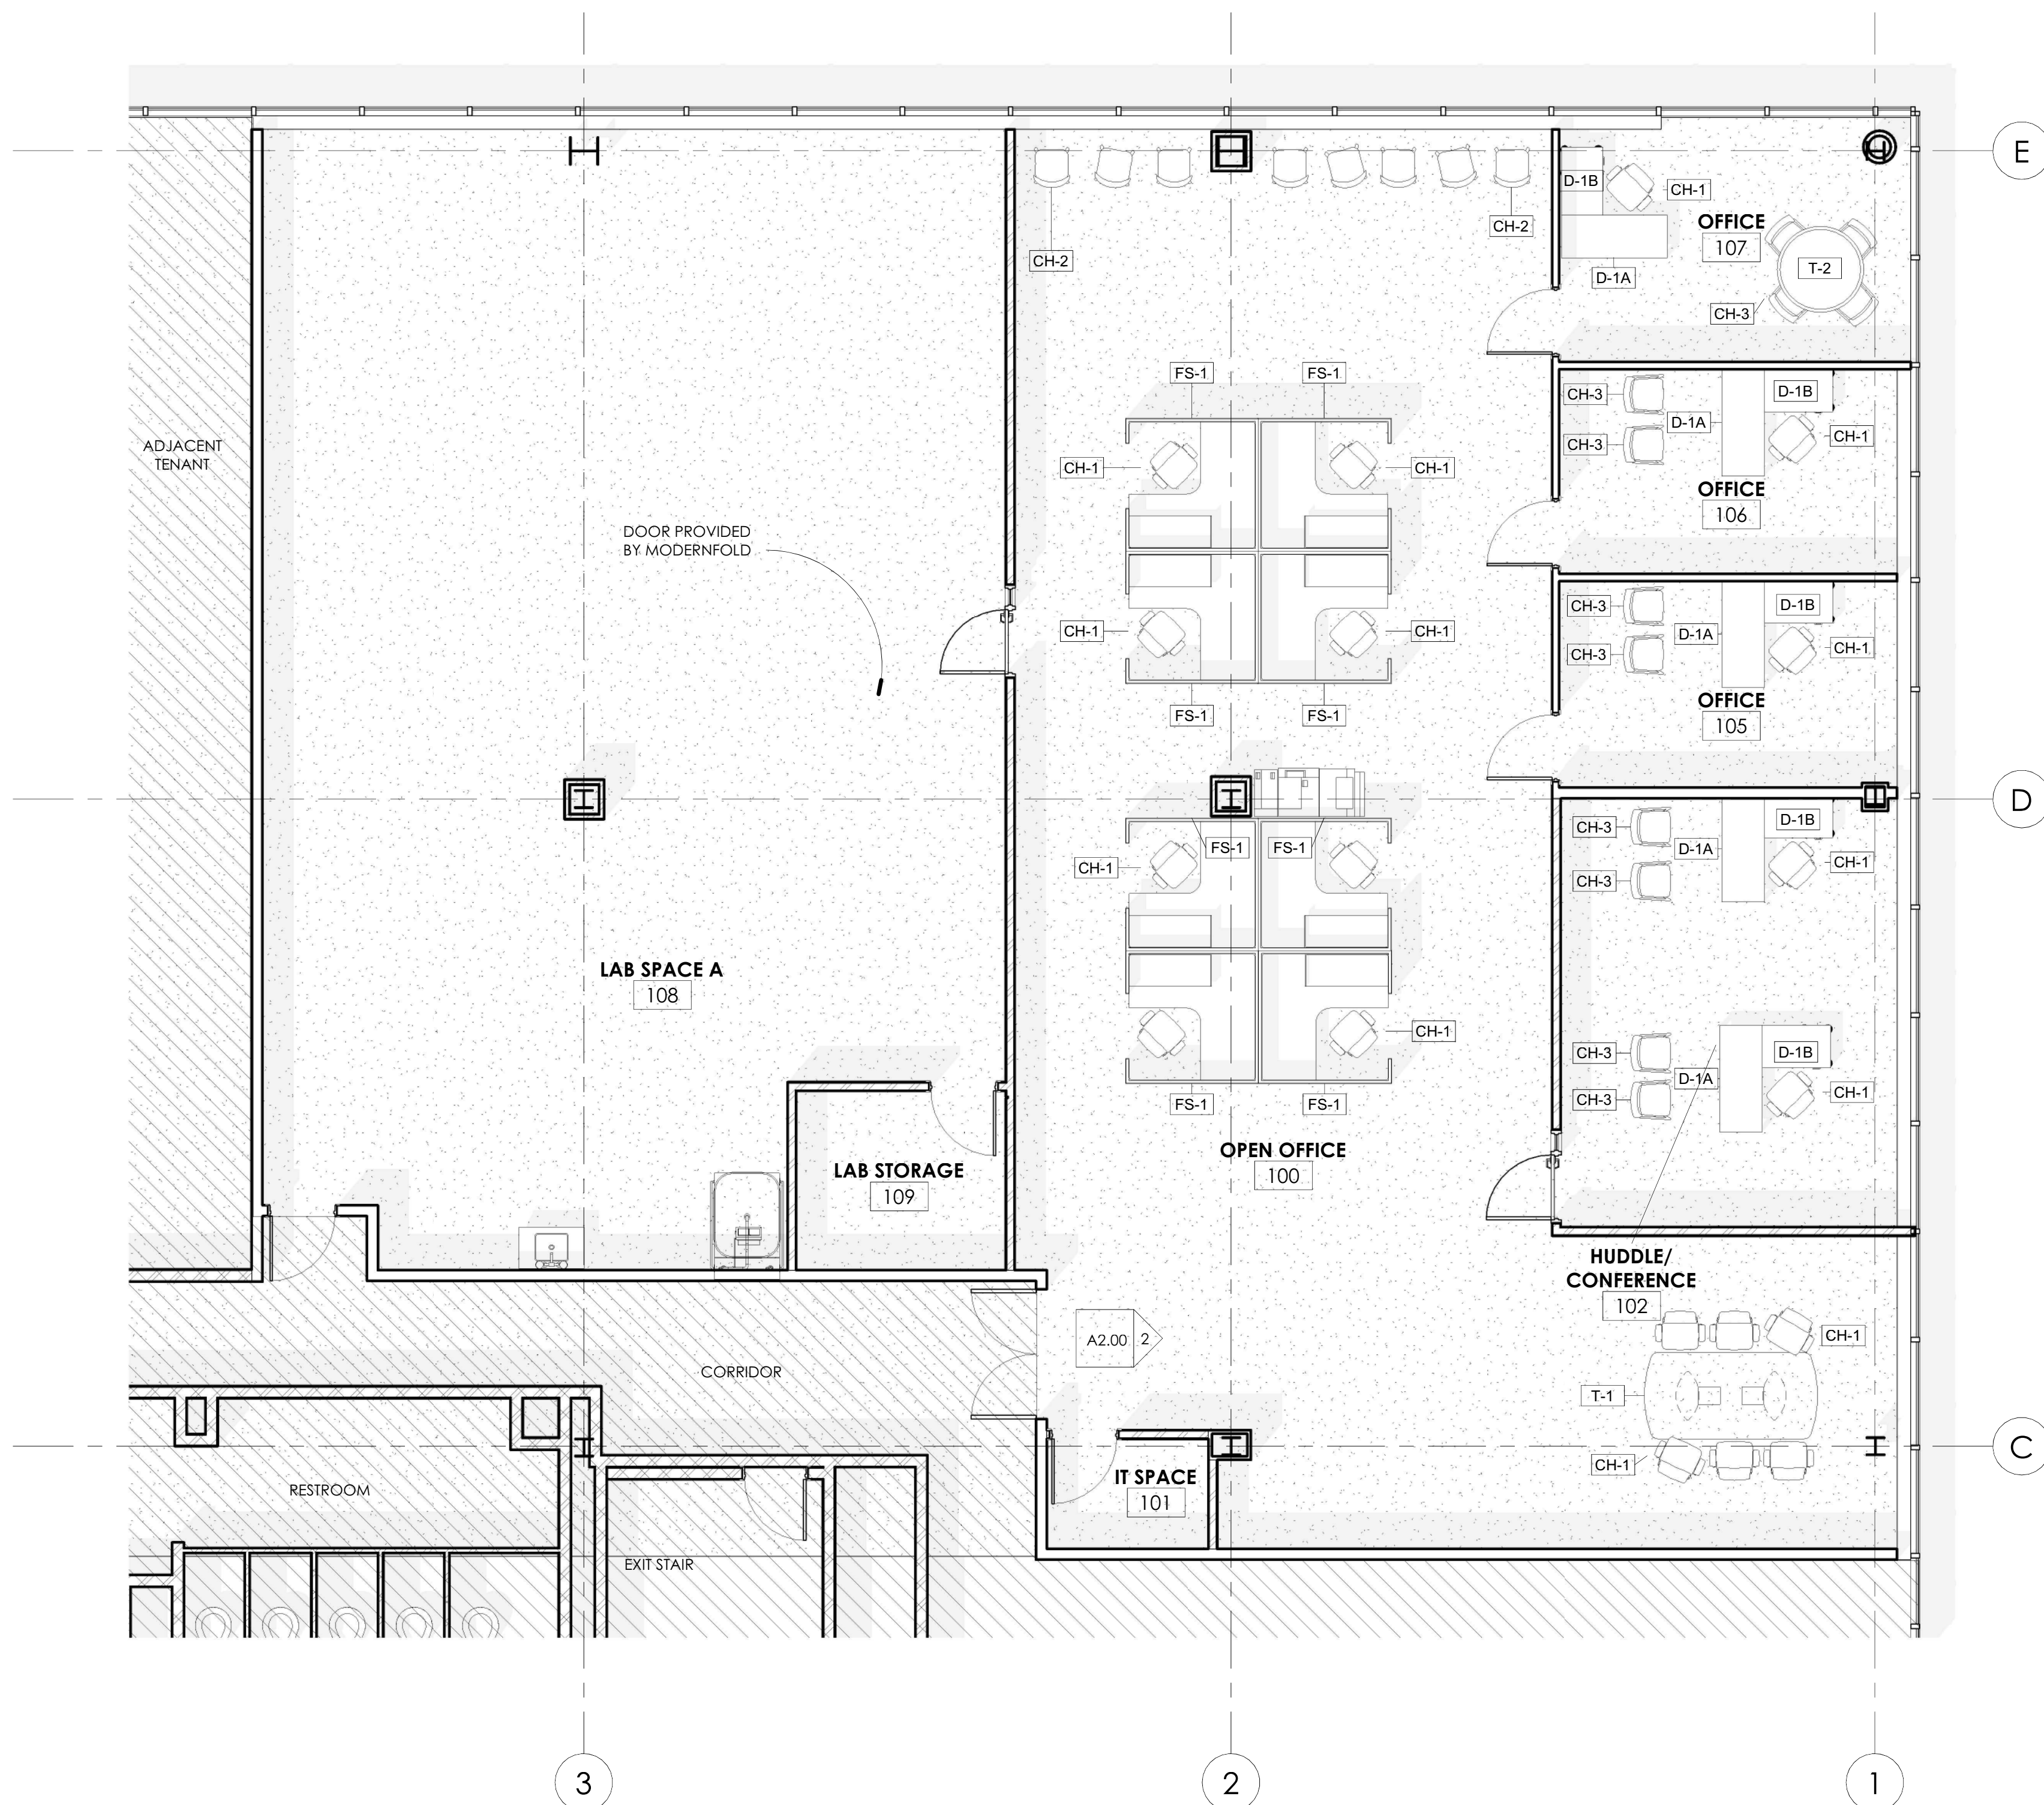 E
D-1B
CH-1
OFFICE
107
CH-2
CH-2
T-2
D-1A
CH-3
FS-1
FS-1
CH-3
D-1B
D-1A
CH-1
CH-3
ADJACENT
TENANT
CH-1
CH-1
OFFICE
106
DOOR PROVIDED
BY MODERNFOLD
CH-3
D-1B
CH-1
CH-1
D-1A
CH-1
CH-3
OFFICE
105
FS-1
FS-1
D
CH-3
D-1B
FS-1
FS-1
D-1A
CH-1
CH-1
CH-3
LAB SPACE A
108
CH-1
CH-3
D-1B
D-1A
CH-1
CH-3
FS-1
FS-1
OPEN OFFICE
100
LAB STORAGE
109
HUDDLE/
CONFERENCE
102
A2.00
2
CH-1
CORRIDOR
T-1
C
CH-1
IT SPACE
101
RESTROOM
EXIT STAIR
3
2
1